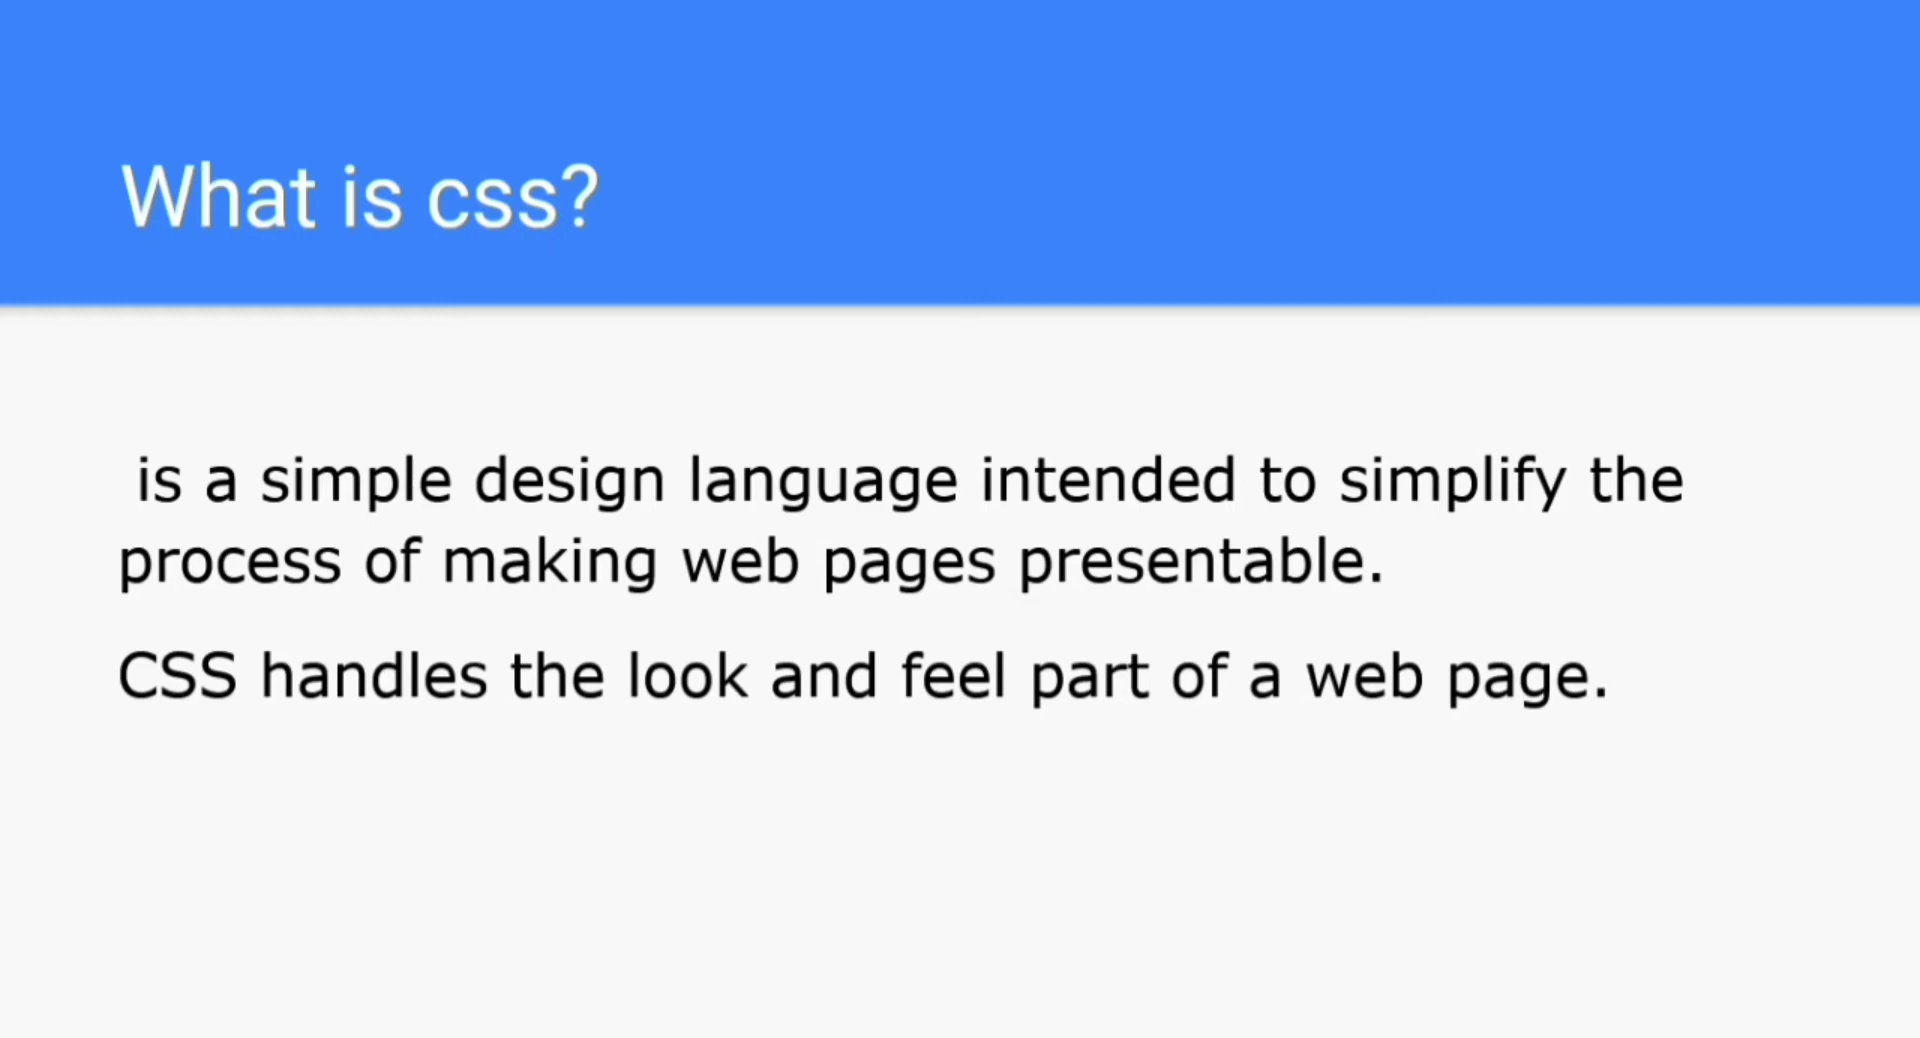 What is css?
is a simple design language intended to simplify the
process of making web pages presentable.
CSS handles the look and feel part of a web page.